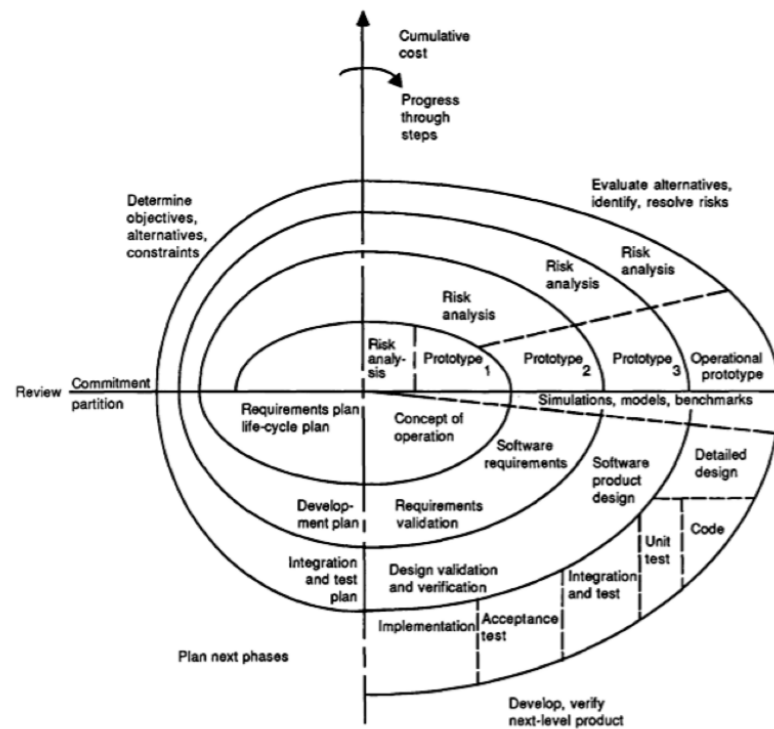 Cumulative
cost
Progress
through
steps
Evaluate alternatives,
identify, resolve risks
Determine
objectives,
alternatives,
constraints
Risk
analysis
Risk
analysis
Risk
analysis
Risk
analy-
sis
Prototype 1
Prototype 2
Prototype 3
Operational
prototype
Review
Commitment
partition
Simulations, models, benchmarks
Requirements plan
life-cycle plan
Concept of
operation
Software
requirements
Software
product
design
Detailed
design
Develop-
ment plan
Requirements
validation
Integration
and test
plan
Design validation
and verification
Code
Unit
test
Integration
and test
Acceptance
test
Implementation
Plan next phases
Develop, verify
next-level product